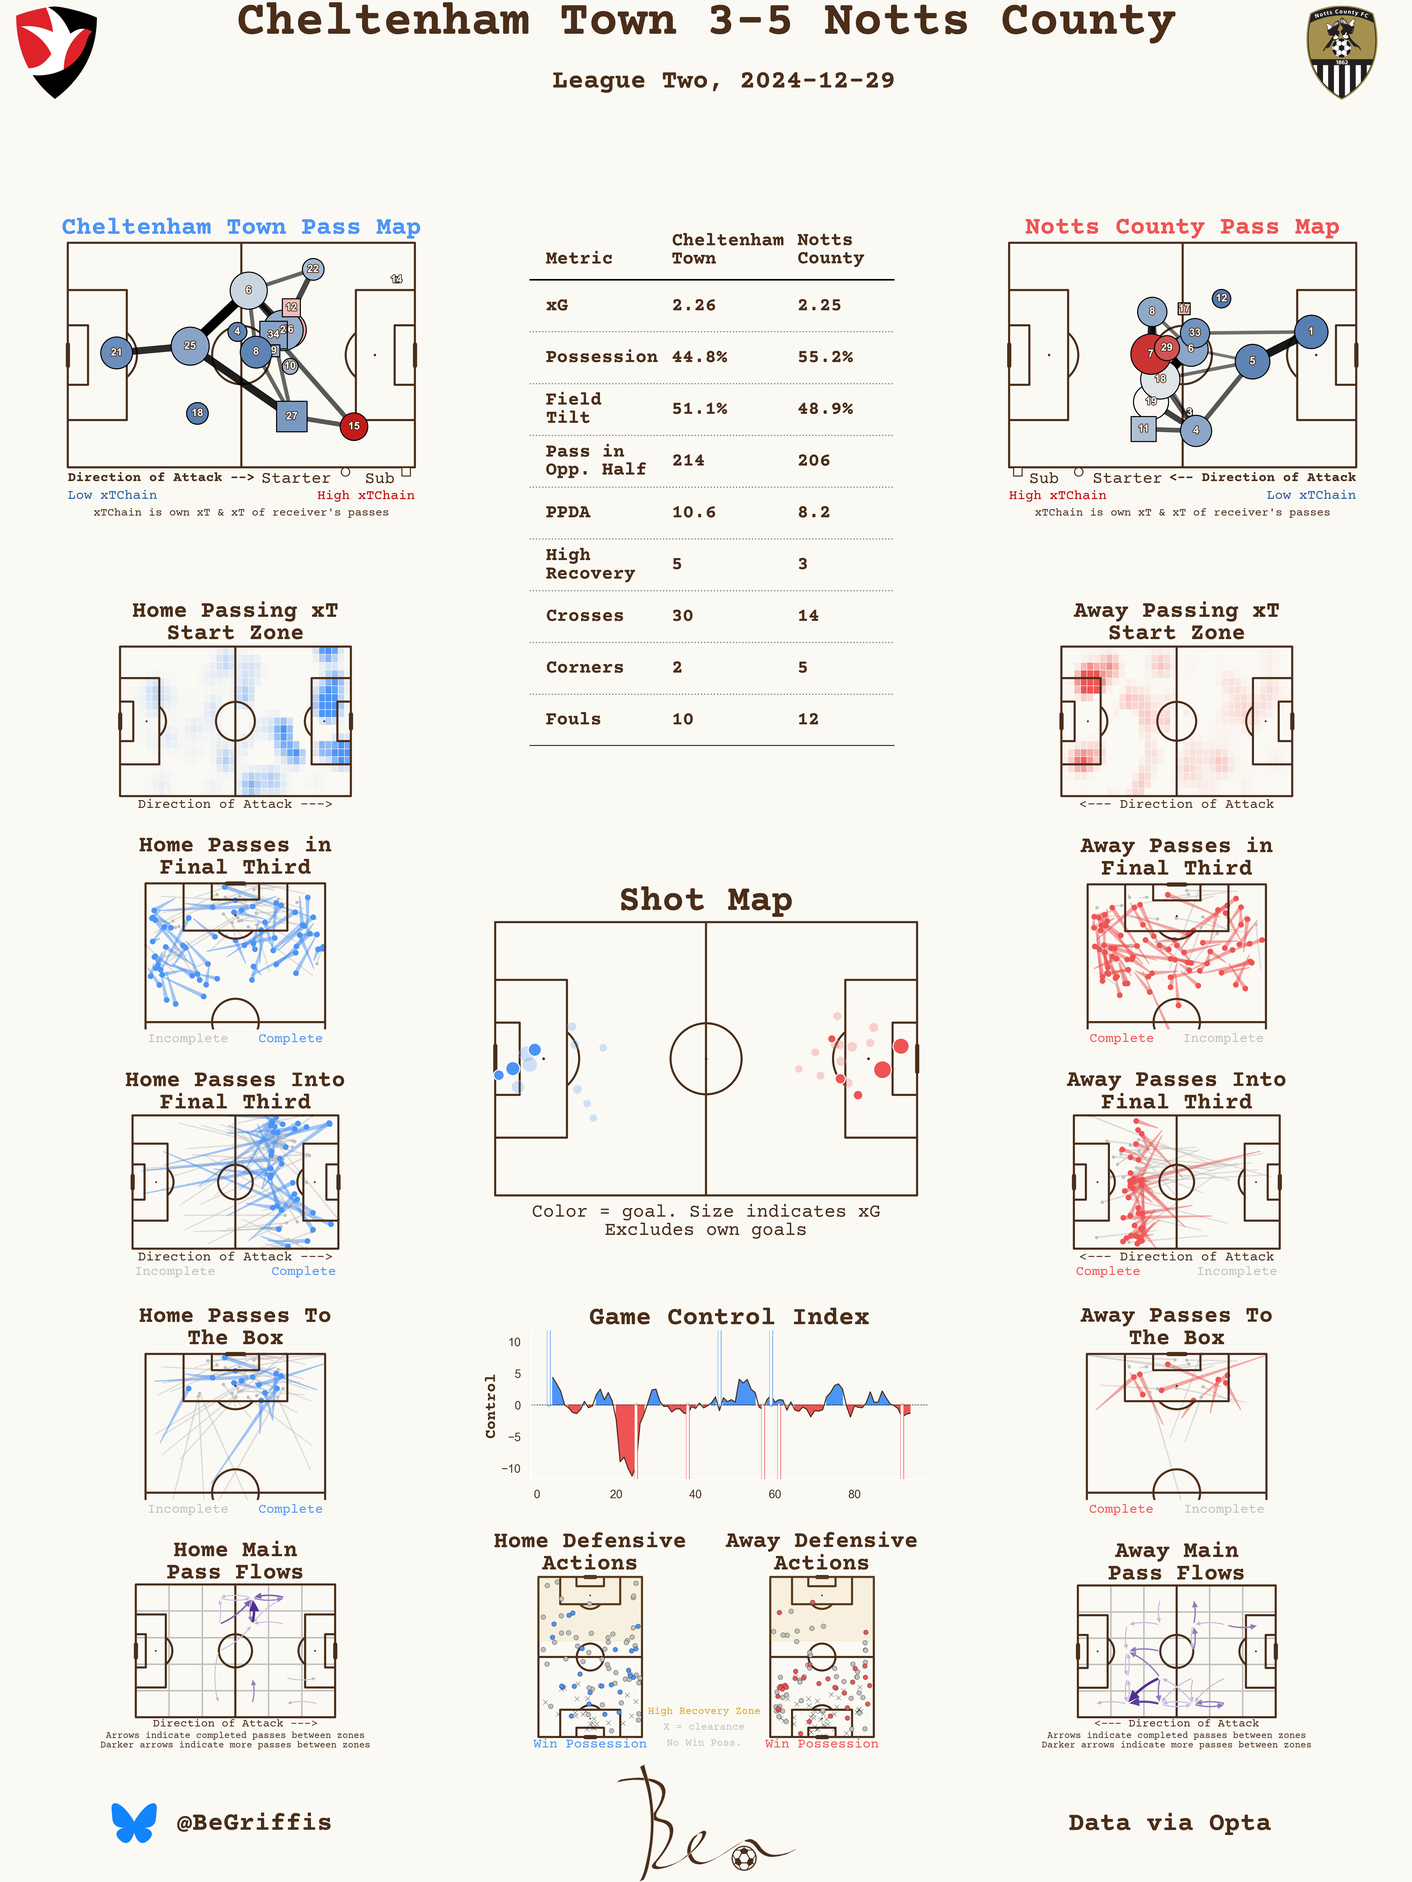 Cheltenham Town 3-5 Notts County
League Two, 2024-12-29
Notts County FC
1862
Cheltenham Town Pass Map
22
14
6
12
4
34
26
21
25
8
9
10
18
27
15
Direction of Attack --> Starter Sub
Low xTChain High xTChain
xTChain is own xT & xT of receiver's passes
Metric Cheltenham Town Notts County
xG 2.26 2.25
Possession 44.8% 55.2%
Field Tilt 51.1% 48.9%
Pass in Opp. Half 214 206
PPDA 10.6 8.2
High Recovery 5 3
Crosses 30 14
Corners 2 5
Fouls 10 12
Notts County Pass Map
12
8
17
33
1
7
29
6
5
18
19
3
11
4
Sub Starter <-- Direction of Attack
High xTChain Low xTChain
xTChain is own xT & xT of receiver's passes
Home Passing xT
Start Zone
Direction of Attack --->
Away Passing xT
Start Zone
<--- Direction of Attack
Home Passes in
Final Third
Incomplete Complete
Away Passes in
Final Third
Complete Incomplete
Shot Map
Color = goal. Size indicates xG
Excludes own goals
Home Passes Into
Final Third
Direction of Attack --->
Incomplete Complete
Away Passes Into
Final Third
<--- Direction of Attack
Complete Incomplete
Home Passes To
The Box
Incomplete Complete
Game Control Index
Control
10
5
0
−5
−10
0 20 40 60 80
Away Passes To
The Box
Complete Incomplete
Home Main
Pass Flows
Direction of Attack --->
Arrows indicate completed passes between zones
Darker arrows indicate more passes between zones
Home Defensive
Actions
Win Possession
High Recovery Zone
X = clearance
No Win Poss.
Away Defensive
Actions
Win Possession
Away Main
Pass Flows
<--- Direction of Attack
Arrows indicate completed passes between zones
Darker arrows indicate more passes between zones
@BeGriffis
Ben
Data via Opta